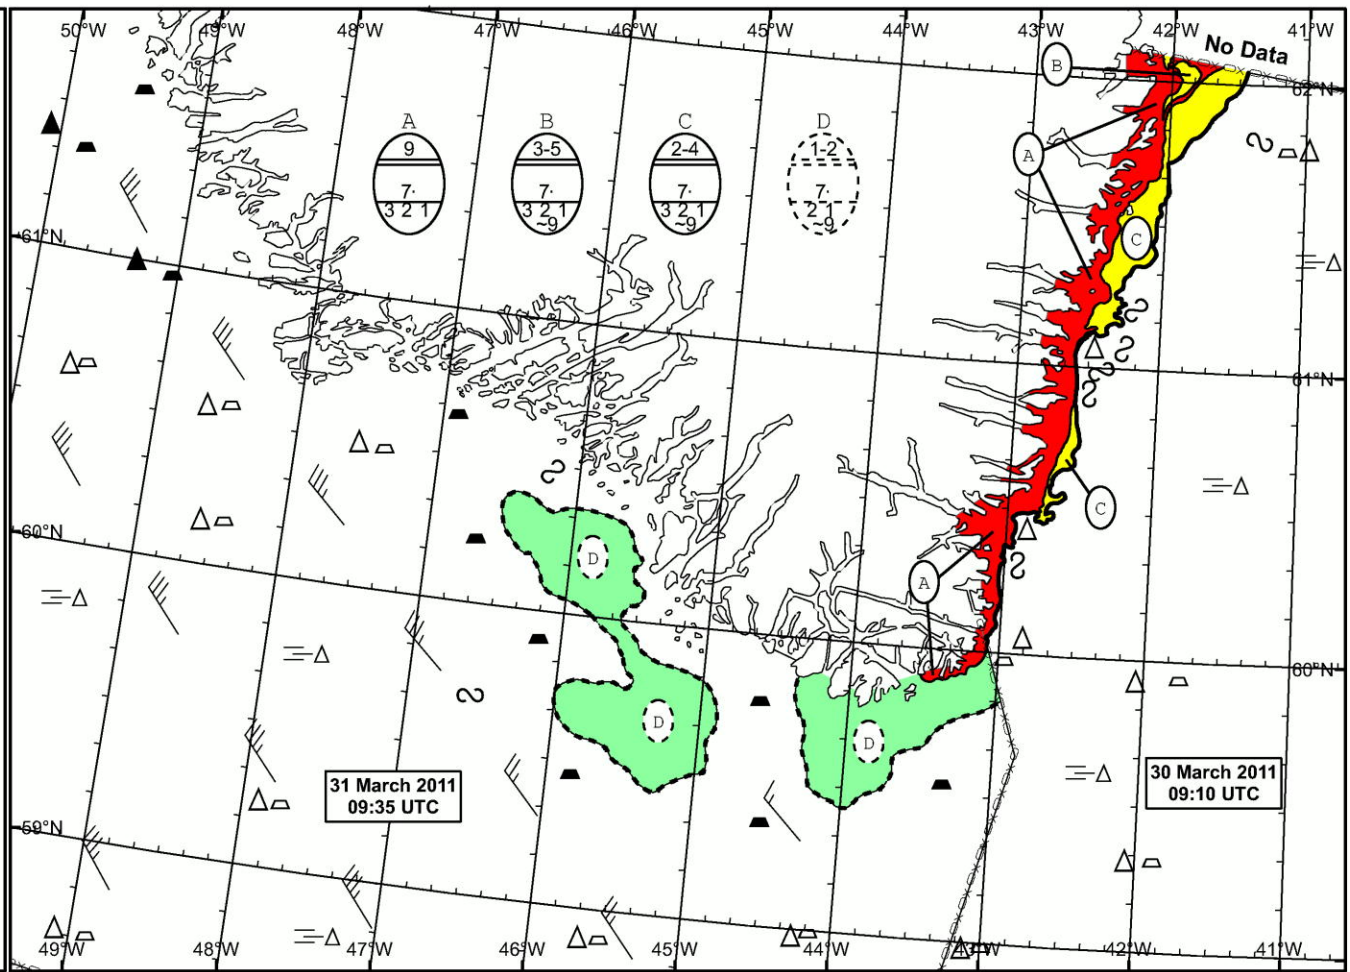 50°W 49°W 48°W 47°W 46°W 45°W 44°W 43°W 42°W 41°W
No Data
B
62°N
A B C D
9 3-5 2-4 1-2
7· 7· 7· 7·
3 2 1 3 2 1 3 2 1 2 1
~9 ~9 ~9
A
C
61°N
61°N
C
60°N
D
A
60°N
D
D
31 March 2011
09:35 UTC
30 March 2011
09:10 UTC
59°N
49°W 48°W 47°W 46°W 45°W 44°W 43°W 42°W 41°W